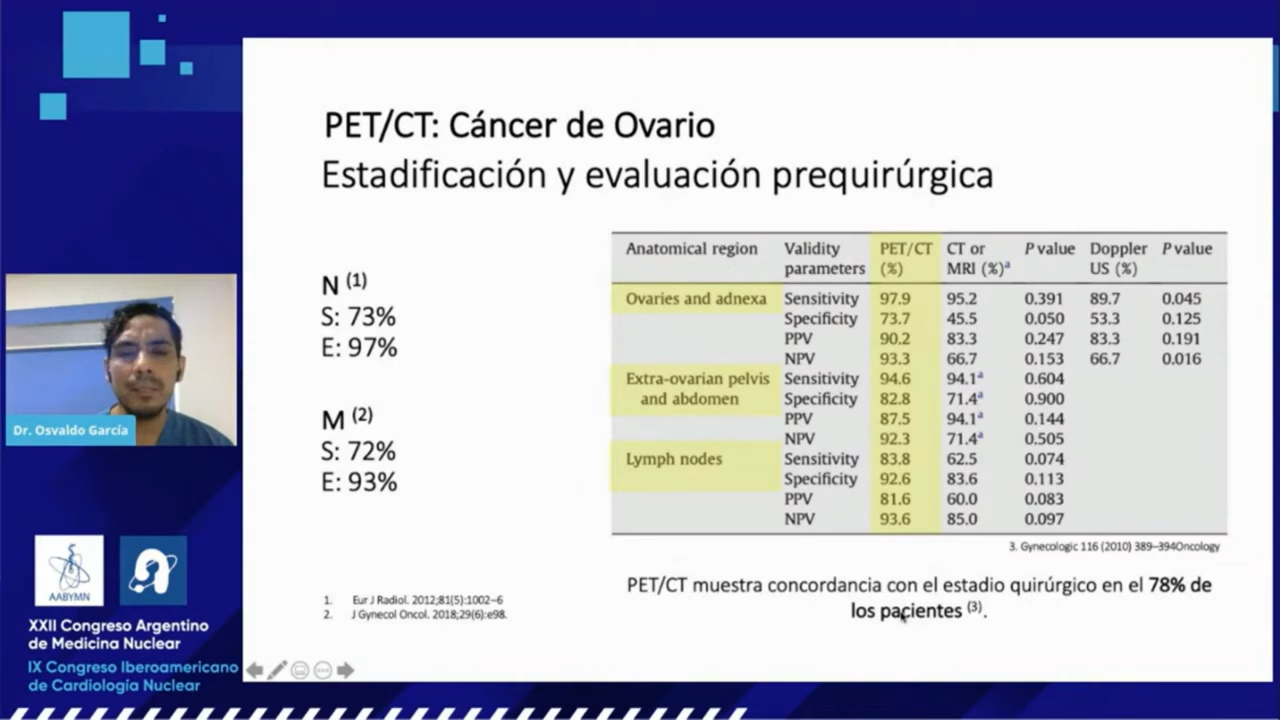 PET/CT: Cáncer de Ovario
Estadificación y evaluación prequirúrgica
N (1)
S: 73%
E: 97%
M (2)
S: 72%
E: 93%
Anatomical region Validity parameters PET/CT (%) CT or MRI (%)a P value Doppler US (%) P value
Ovaries and adnexa Sensitivity 97.9 95.2 0.391 89.7 0.045
Specificity 73.7 45.5 0.050 53.3 0.125
PPV 90.2 83.3 0.247 83.3 0.191
NPV 93.3 66.7 0.153 66.7 0.016
Extra-ovarian pelvis Sensitivity 94.6 94.1a 0.604
and abdomen Specificity 82.8 71.4a 0.900
PPV 87.5 94.1a 0.144
NPV 92.3 71.4a 0.505
Lymph nodes Sensitivity 83.8 62.5 0.074
Specificity 92.6 83.6 0.113
PPV 81.6 60.0 0.083
NPV 93.6 85.0 0.097
3. Gynecologic 116 (2010) 389–394Oncology
PET/CT muestra concordancia con el estadio quirúrgico en el 78% de
los pacientes (3).
1. Eur J Radiol. 2012;81(5):1002–6
2. J Gynecol Oncol. 2018;29(6):e98.
Dr. Osvaldo García
AABYMN
XXII Congreso Argentino
de Medicina Nuclear
IX Congreso Iberoamericano
de Cardiología Nuclear